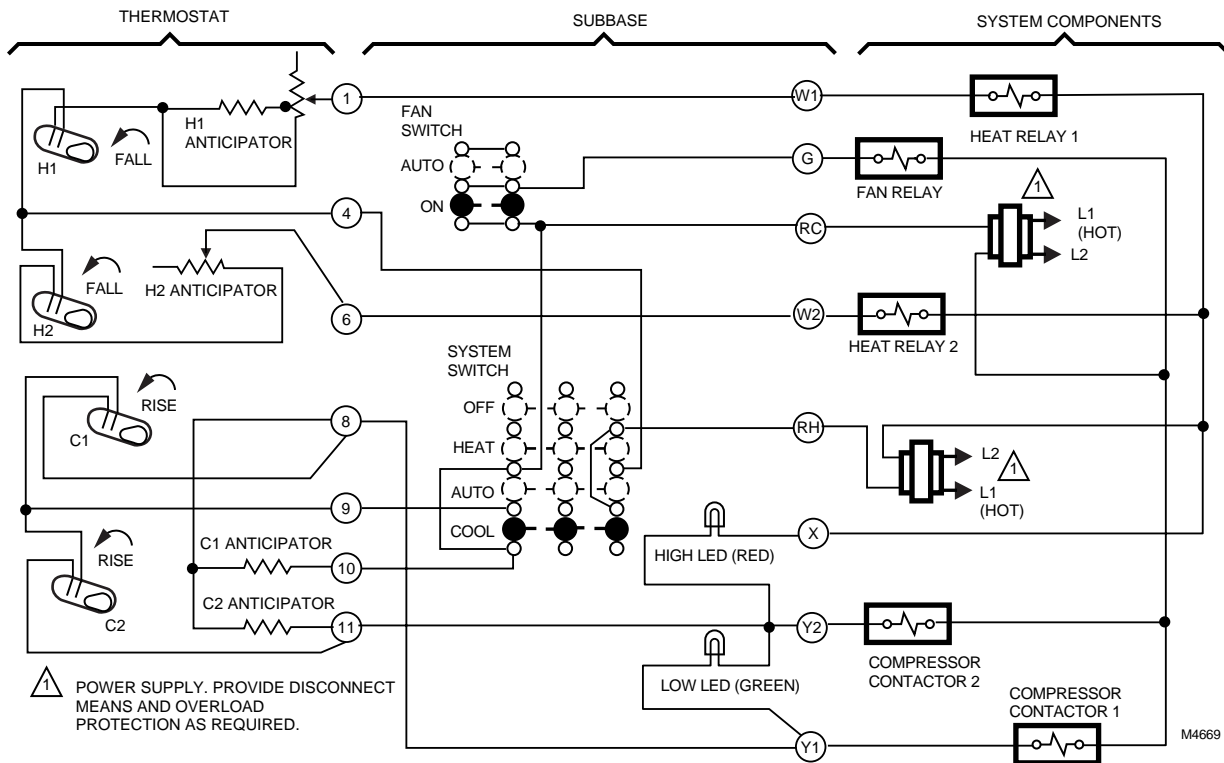 THERMOSTAT
SUBBASE
SYSTEM COMPONENTS
H1
FALL
H1
ANTICIPATOR
1
4
H2
FALL
H2 ANTICIPATOR
6
C1
RISE
8
9
C2
RISE
C1 ANTICIPATOR
10
C2 ANTICIPATOR
11
1
POWER SUPPLY. PROVIDE DISCONNECT
MEANS AND OVERLOAD
PROTECTION AS REQUIRED.
FAN
SWITCH
AUTO
ON
SYSTEM
SWITCH
OFF
HEAT
AUTO
COOL
HIGH LED (RED)
LOW LED (GREEN)
W1
G
RC
W2
RH
X
Y2
Y1
HEAT RELAY 1
FAN RELAY
1
L1
(HOT)
L2
HEAT RELAY 2
L2
1
L1
(HOT)
COMPRESSOR
CONTACTOR 2
COMPRESSOR
CONTACTOR 1
M4669